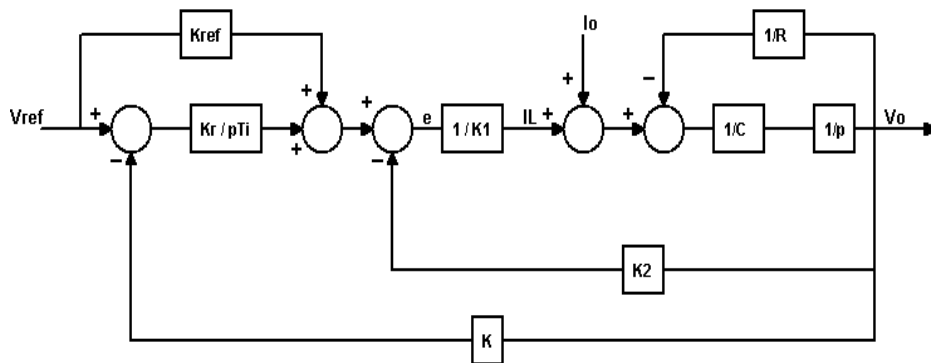 Kref
Io
1/R
+
+
−
Vref
+
Kr / pTi
+
+
e
1 / K1
IL
+
+
1/C
1/p
Vo
−
−
K2
−
K